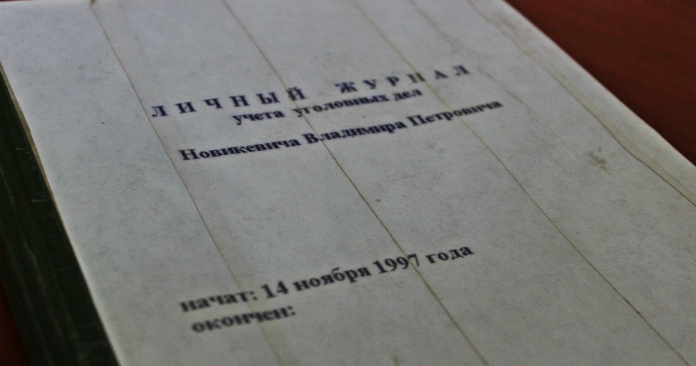 ЛИЧНЫЙ ЖУРНАЛ
учета уголовных дел
Новикевича Владимира Петровича
начат: 14 ноября 1997 года
окончен: